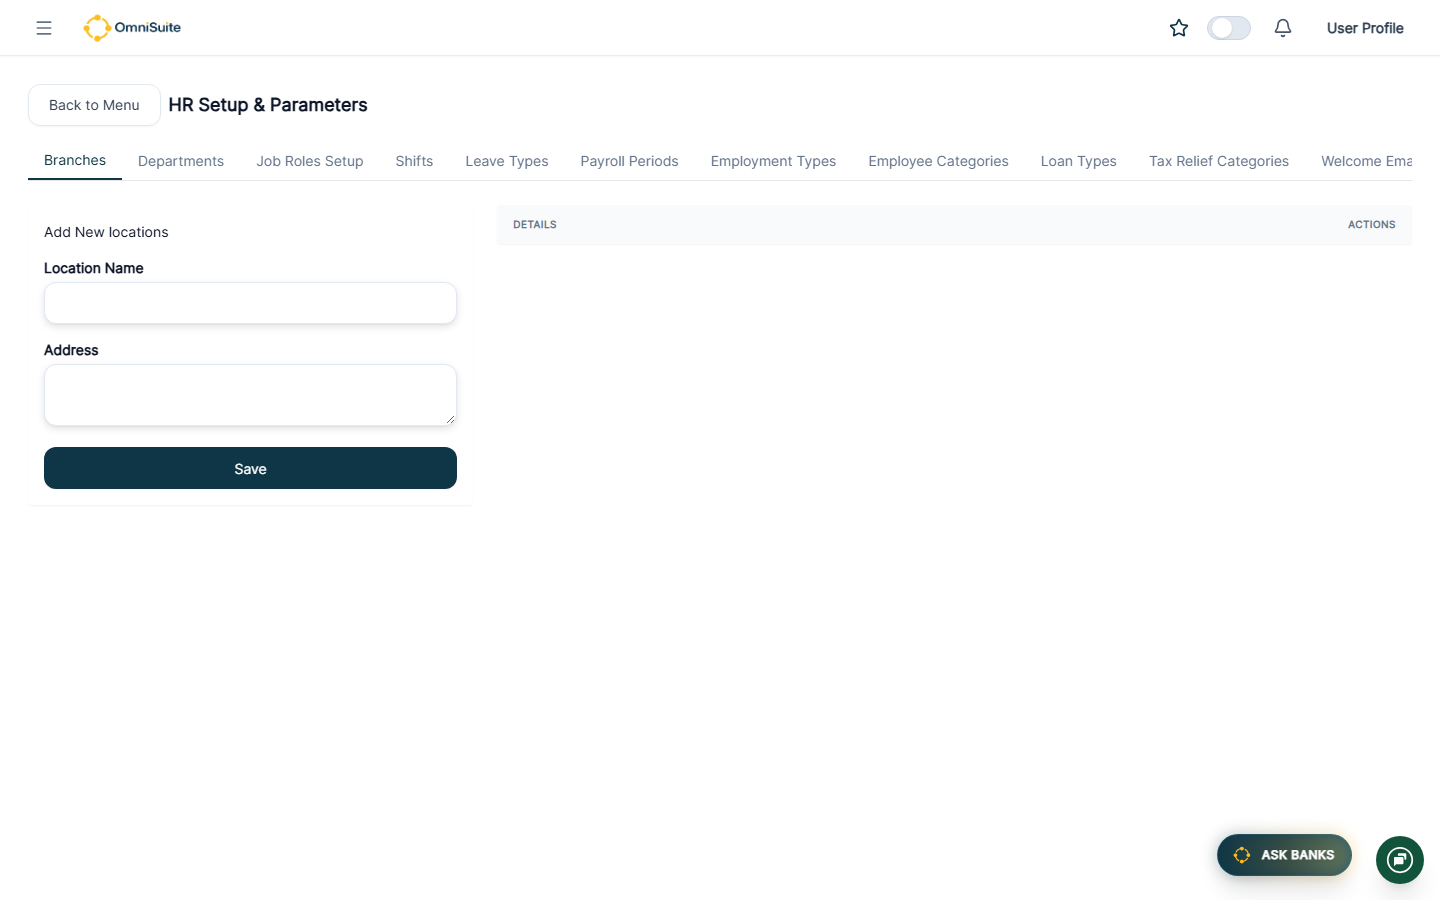 OmniSuite
User Profile
Back to Menu
HR Setup & Parameters
Branches
Departments
Job Roles Setup
Shifts
Leave Types
Payroll Periods
Employment Types
Employee Categories
Loan Types
Tax Relief Categories
Welcome Ema
Add New locations
Location Name
Address
Save
DETAILS
ACTIONS
ASK BANKS